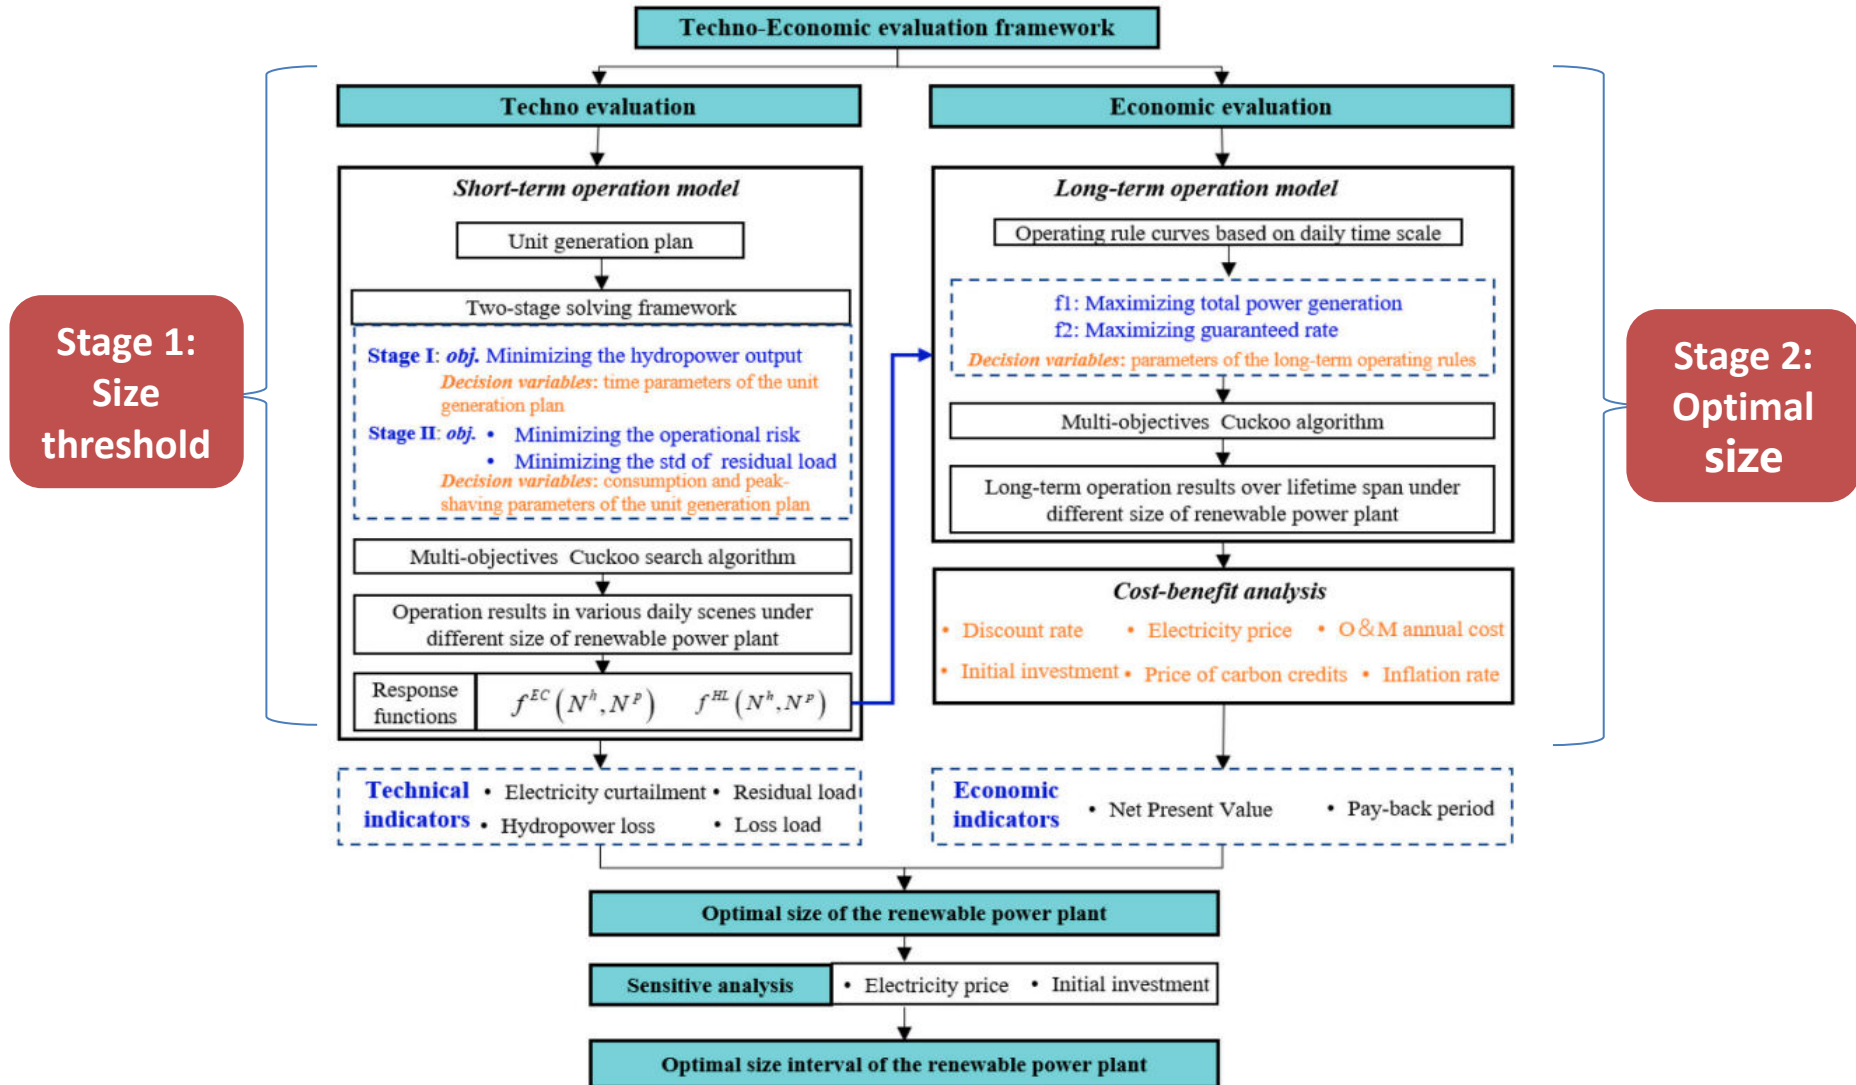 Techno-Economic evaluation framework
Techno evaluation
Economic evaluation
Stage 1:
Size
threshold
Short-term operation model
Unit generation plan
Two-stage solving framework
Stage I: obj. Minimizing the hydropower output
Decision variables: time parameters of the unit
generation plan
Stage II: obj. • Minimizing the operational risk
• Minimizing the std of residual load
Decision variables: consumption and peak-
shaving parameters of the unit generation plan
Multi-objectives Cuckoo search algorithm
Operation results in various daily scenes under
different size of renewable power plant
Response
functions
f^{EC}(N^h, N^p) f^{HL}(N^h, N^p)
Long-term operation model
Operating rule curves based on daily time scale
f1: Maximizing total power generation
f2: Maximizing guaranteed rate
Decision variables: parameters of the long-term operating rules
Multi-objectives Cuckoo algorithm
Long-term operation results over lifetime span under
different size of renewable power plant
Cost-benefit analysis
• Discount rate • Electricity price • O&M annual cost
• Initial investment • Price of carbon credits • Inflation rate
Stage 2:
Optimal
size
Technical
indicators
• Electricity curtailment • Residual load
• Hydropower loss • Loss load
Economic
indicators
• Net Present Value • Pay-back period
Optimal size of the renewable power plant
Sensitive analysis • Electricity price • Initial investment
Optimal size interval of the renewable power plant